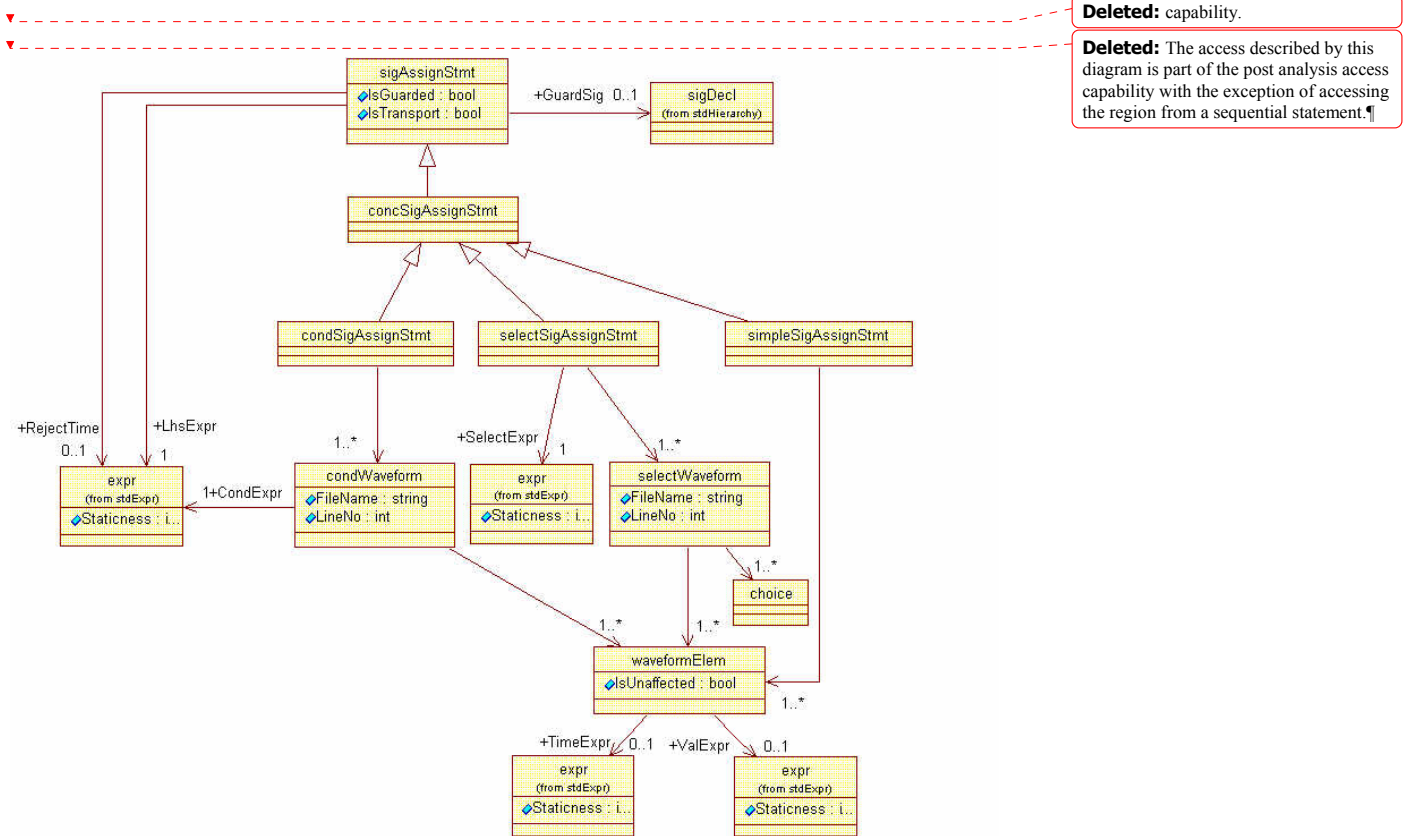 Deleted: capability.
Deleted: The access described by this
diagram is part of the post analysis access
capability with the exception of accessing
the region from a sequential statement.¶
sigAssignStmt
IsGuarded : bool
IsTransport : bool
+GuardSig 0..1
sigDecl
(from stdHierarchy)
concSigAssignStmt
condSigAssignStmt
selectSigAssignStmt
simpleSigAssignStmt
+RejectTime
0..1
+LhsExpr
1
1..*
+SelectExpr
1
1..*
expr
(from stdExpr)
Staticness : i...
1+CondExpr
condWaveform
FileName : string
LineNo : int
expr
(from stdExpr)
Staticness : i...
selectWaveform
FileName : string
LineNo : int
1..*
choice
1..*
1..*
waveformElem
IsUnaffected : bool
1..*
+TimeExpr
0..1
+ValExpr
0..1
expr
(from stdExpr)
Staticness : i...
expr
(from stdExpr)
Staticness : i...